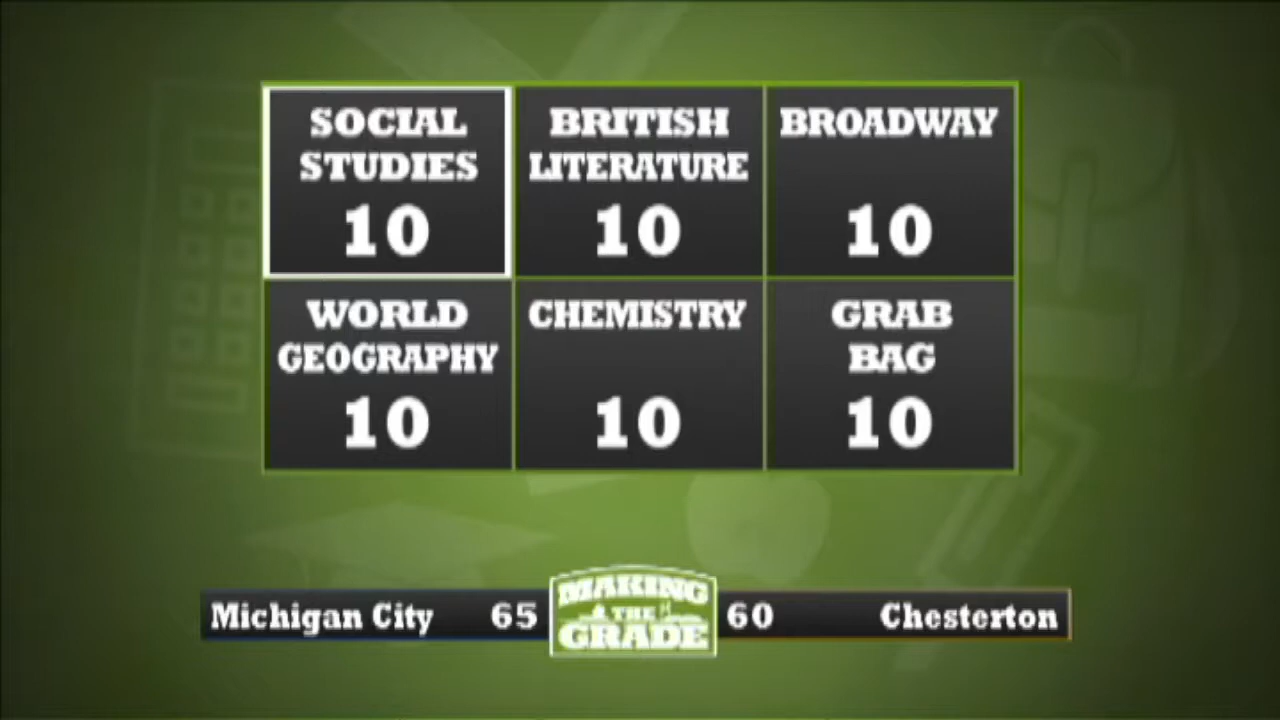 SOCIAL
STUDIES
10
BRITISH
LITERATURE
10
BROADWAY
10
WORLD
GEOGRAPHY
10
CHEMISTRY
10
GRAB
BAG
10
Michigan City 65
MAKING
THE
GRADE
60 Chesterton